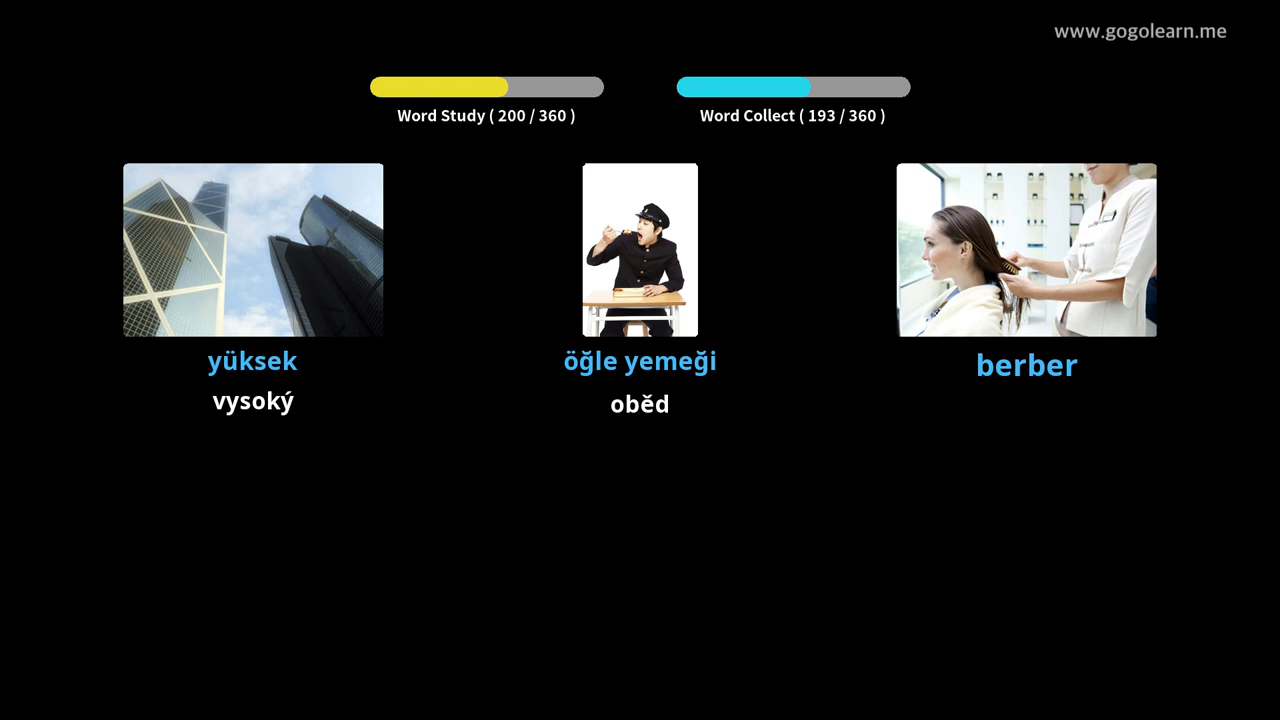 www.gogolearn.me
Word Study ( 200 / 360 )
Word Collect ( 193 / 360 )
yüksek
vysoký
öğle yemeği
oběd
berber